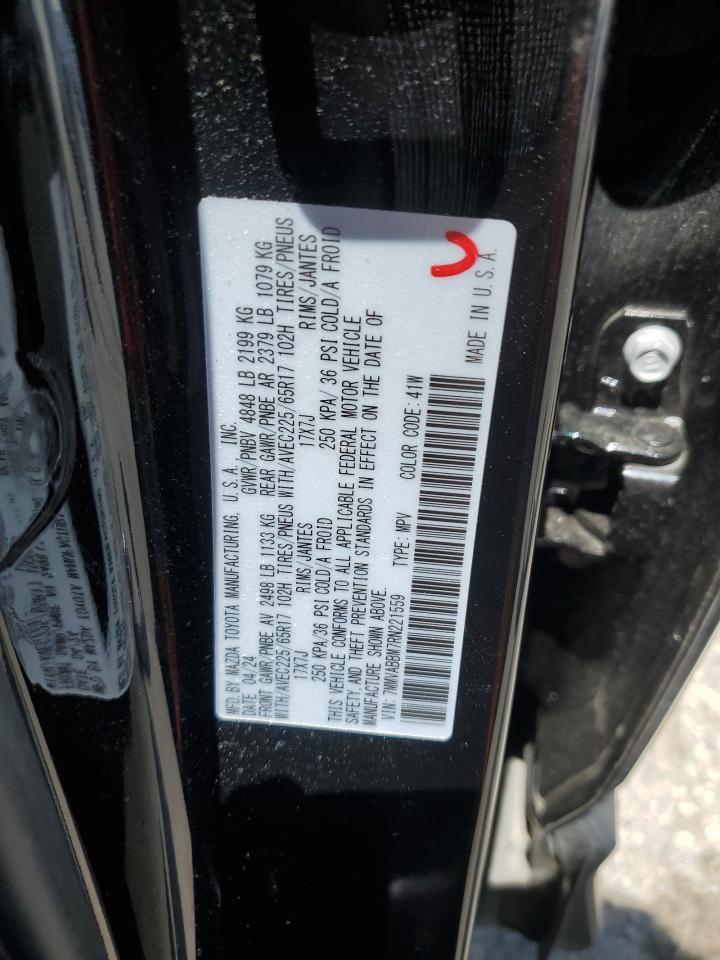 MFD.BY MAZDA TOYOTA MANUFACTURING, U.S.A., INC.
DATE 04/24 GVWR/PNBV 4848 LB 2199 KG
FRONT GAWR/PNBE AV 2498 LB 1133 KG REAR GAWR/PNBE AR 2379 LB 1079 KG
WITH/AVEC225/65R17 102H TIRES/PNEUS WITH/AVEC225/65R17 102H TIRES/PNEUS
17X7J RIMS/JANTES 17X7J RIMS/JANTES
250 KPA/36 PSI COLD/A FROID 250 KPA/36 PSI COLD/A FROID
THIS VEHICLE CONFORMS TO ALL APPLICABLE FEDERAL MOTOR VEHICLE
SAFETY,AND THEFT PREVENTION STANDARDS IN EFFECT ON THE DATE OF
MANUFACTURE SHOWN ABOVE.
VIN: 7MMVABBM7RN221559 TYPE: MPV COLOR CODE:41W
MADE IN U.S.A.